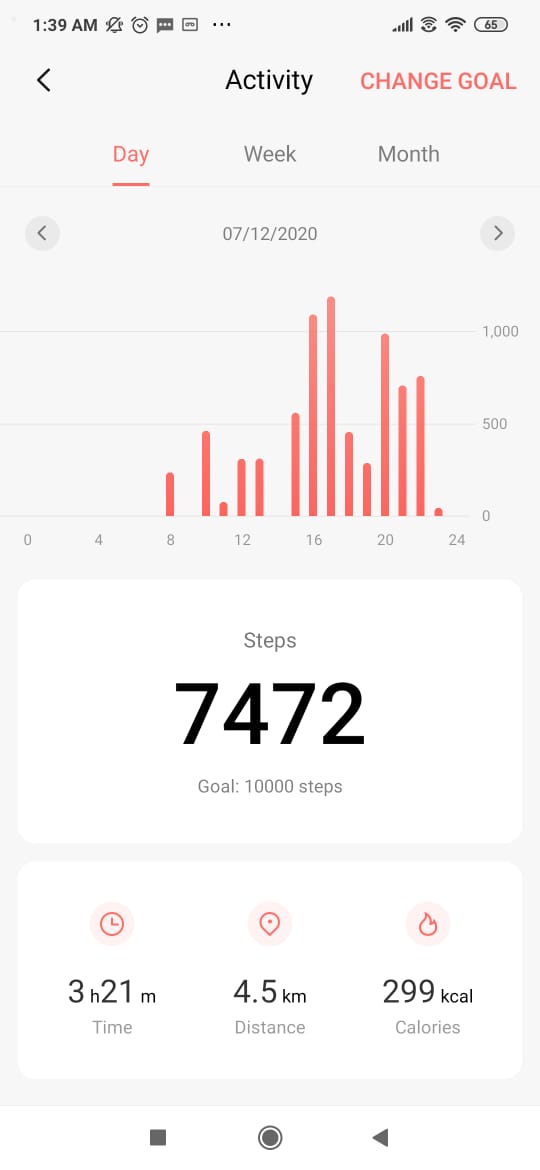 1:39 AM 65
Activity CHANGE GOAL
Day Week Month
07/12/2020
1,000
500
0
0 4 8 12 16 20 24
Steps
7472
Goal: 10000 steps
3 h21 m 4.5 km 299 kcal
Time Distance Calories